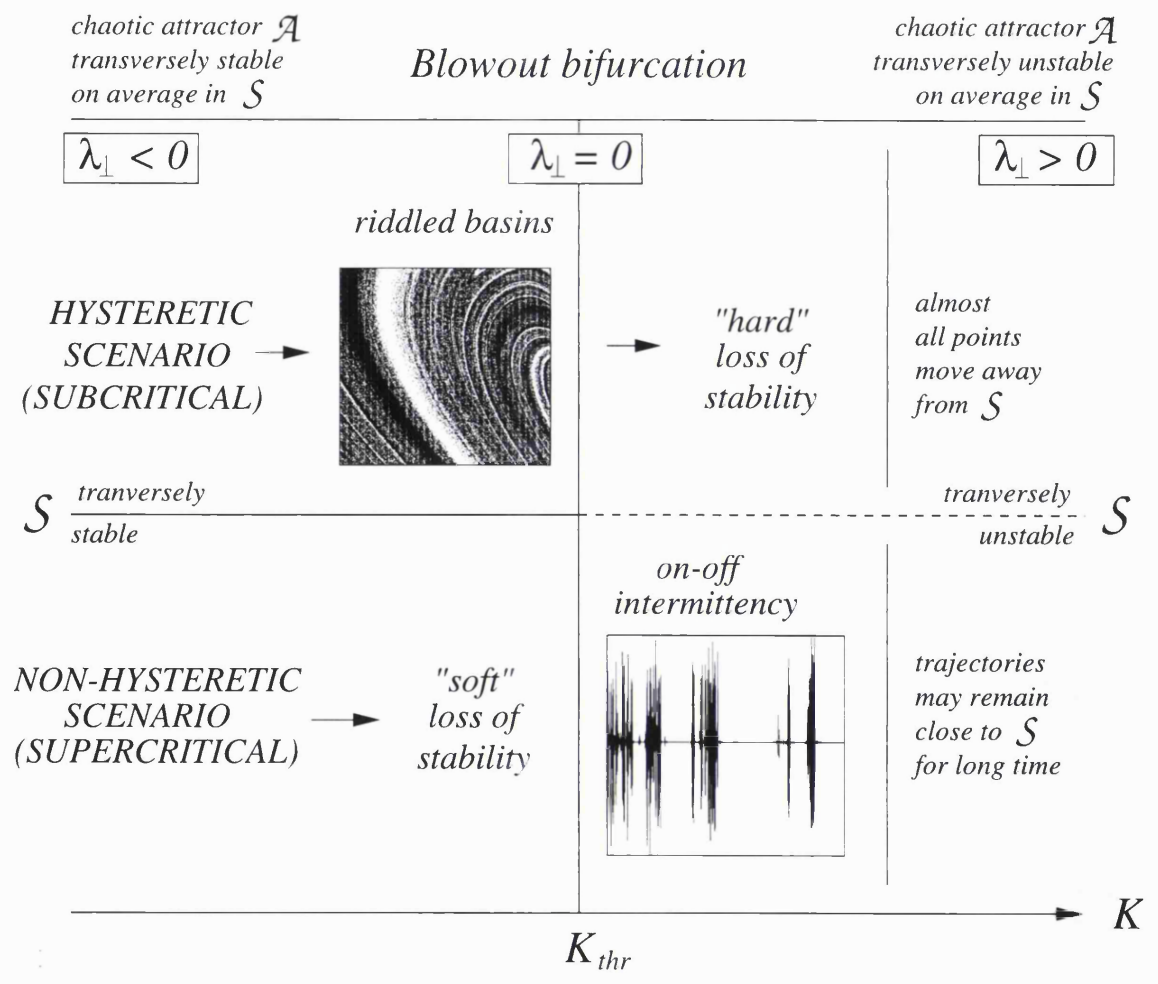 chaotic attractor 𝒜
transversely stable
on average in 𝒮
Blowout bifurcation
chaotic attractor 𝒜
transversely unstable
on average in 𝒮
λ⊥ < 0
λ⊥ = 0
λ⊥ > 0
riddled basins
HYSTERETIC
SCENARIO
(SUBCRITICAL)
"hard"
loss of
stability
almost
all points
move away
from 𝒮
𝒮
tranversely
stable
tranversely
unstable
𝒮
on-off
intermittency
NON-HYSTERETIC
SCENARIO
(SUPERCRITICAL)
"soft"
loss of
stability
trajectories
may remain
close to 𝒮
for long time
K
K thr